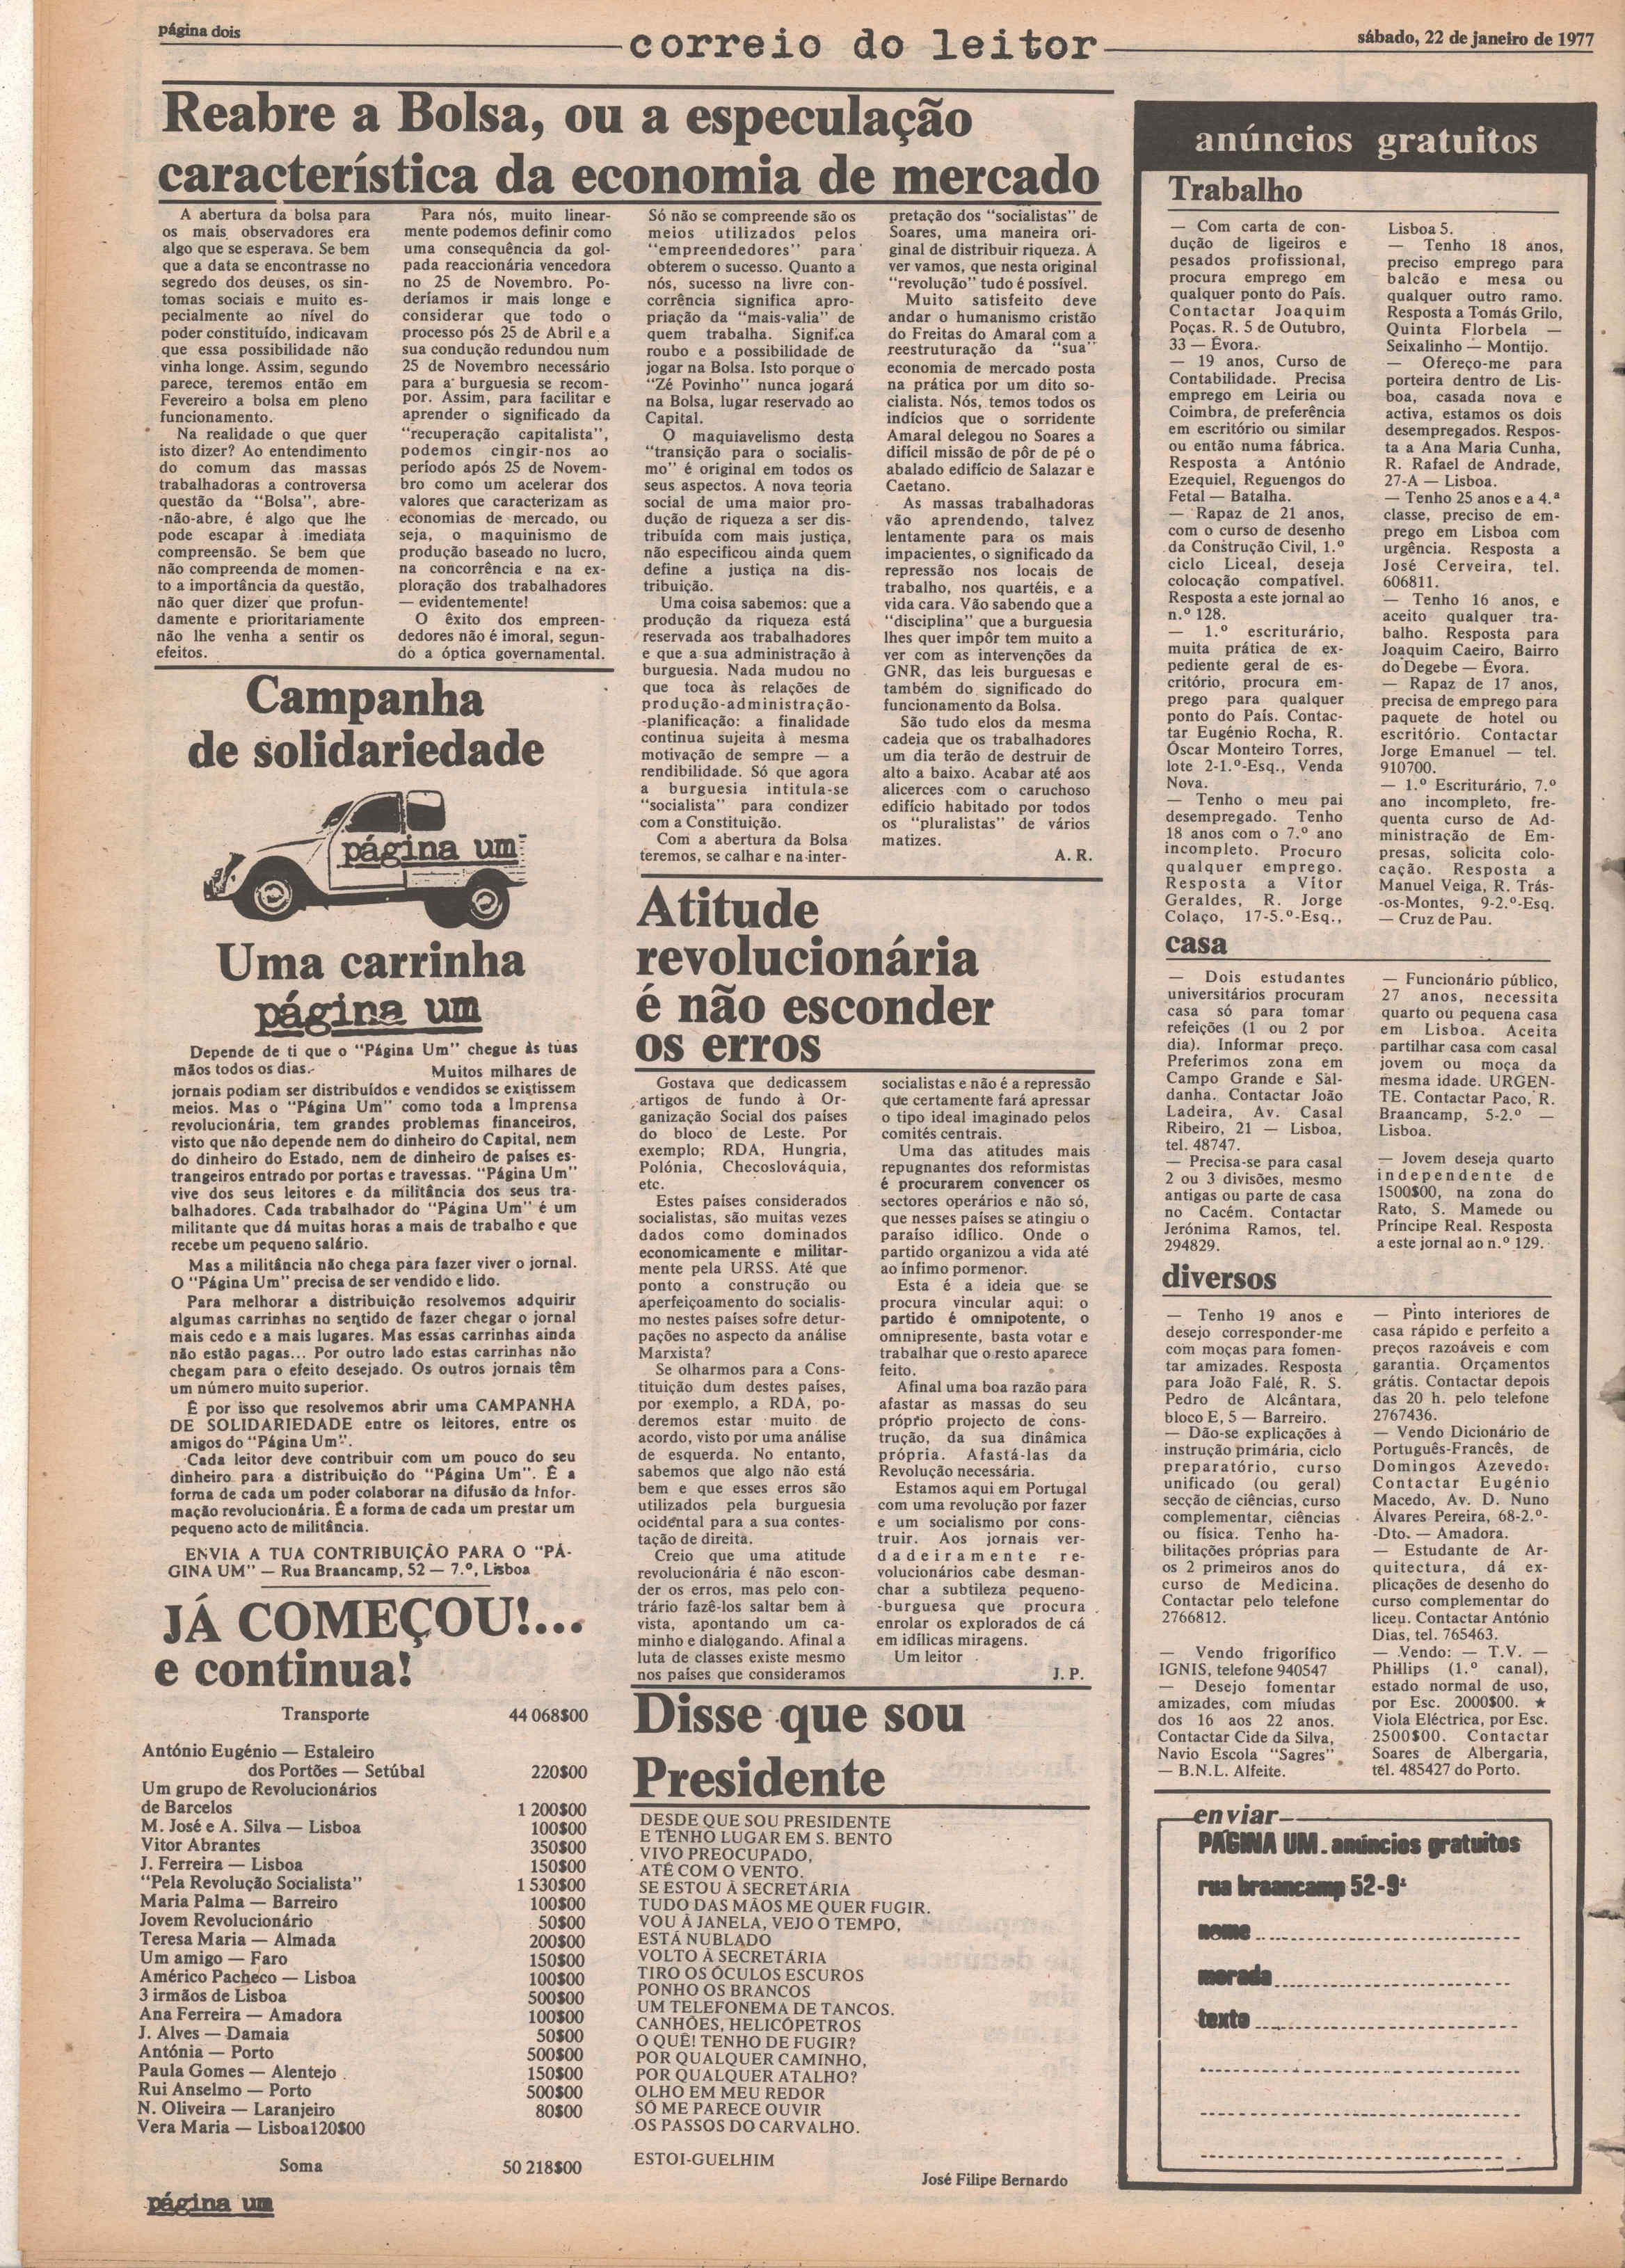 página dois
correio do leitor
sábado, 22 de janeiro de 1977
Reabre a Bolsa, ou a especulação
característica da economia de mercado
A abertura da bolsa para
os mais observadores era
algo que se esperava. Se bem
que a data se encontrasse no
segredo dos deuses, os sin-
tomas sociais e muito es-
pecialmente ao nível do
poder constituído, indicavam
que essa possibilidade não
vinha longe. Assim, segundo
parece, teremos então em
Fevereiro a bolsa em pleno
funcionamento.
Na realidade o que quer
isto dizer? Ao entendimento
do comum das massas
trabalhadoras a controversa
questão da "Bolsa", abre-
-não-abre, é algo que lhe
pode escapar à imediata
compreensão. Se bem que
não compreenda de momen-
to a importância da questão,
não quer dizer que profun-
damente e prioritariamente
não lhe venha a sentir os
efeitos.
Para nós, muito linear-
mente podemos definir como
uma consequência da gol-
pada reaccionária vencedora
no 25 de Novembro. Po-
deríamos ir mais longe e
considerar que todo o
processo pós 25 de Abril e a
sua condução redundou num
25 de Novembro necessário
para a burguesia se recom-
por. Assim, para facilitar e
aprender o significado da
"recuperação capitalista",
podemos cingir-nos ao
período após 25 de Novem-
bro como um acelerar dos
valores que caracterizam as
economias de mercado, ou
seja, o maquinismo de
produção baseado no lucro,
na concorrência e na ex-
ploração dos trabalhadores
— evidentemente!
O êxito dos empreen-
dedores não é imoral, segun-
do a óptica governamental.
Só não se compreende são os
meios utilizados pelos
"empreendedores" para
obterem o sucesso. Quanto a
nós, sucesso na livre con-
corrência significa apro-
priação da "mais-valia" de
quem trabalha. Significa
roubo e a possibilidade de
jogar na Bolsa. Isto porque o
"Zé Povinho" nunca jogará
na Bolsa, lugar reservado ao
Capital.
O maquiavelismo desta
"transição para o socialis-
mo" é original em todos os
seus aspectos. A nova teoria
social de uma maior pro-
dução de riqueza a ser dis-
tribuída com mais justiça,
não especificou ainda quem
define a justiça na dis-
tribuição.
Uma coisa sabemos: que a
produção da riqueza está
reservada aos trabalhadores
e que a sua administração à
burguesia. Nada mudou no
que toca às relações de
produção-administração-
-planificação: a finalidade
continua sujeita à mesma
motivação de sempre — a
rendibilidade. Só que agora
a burguesia intitula-se
"socialista" para condizer
com a Constituição.
Com a abertura da Bolsa
teremos, se calhar e na inter-
pretação dos "socialistas" de
Soares, uma maneira ori-
ginal de distribuir riqueza. A
ver vamos, que nesta original
"revolução" tudo é possível.
Muito satisfeito deve
andar o humanismo cristão
do Freitas do Amaral com a
reestruturação da "sua"
economia de mercado posta
na prática por um dito so-
cialista. Nós, temos todos os
indícios que o sorridente
Amaral delegou no Soares a
difícil missão de pôr de pé o
abalado edifício de Salazar e
Caetano.
As massas trabalhadoras
vão aprendendo, talvez
lentamente para os mais
impacientes, o significado da
repressão nos locais de
trabalho, nos quartéis, e a
vida cara. Vão sabendo que a
"disciplina" que a burguesia
lhes quer impôr tem muito a
ver com as intervenções da
GNR, das leis burguesas e
também do significado do
funcionamento da Bolsa.
São tudo elos da mesma
cadeia que os trabalhadores
um dia terão de destruir de
alto a baixo. Acabar até aos
alicerces com o caruchoso
edifício habitado por todos
os "pluralistas" de vários
matizes.
A. R.
Campanha
de solidariedade
página um
Uma carrinha
página um
Depende de ti que o "Página Um" chegue às tuas
mãos todos os dias. Muitos milhares de
jornais podiam ser distribuídos e vendidos se existissem
meios. Mas o "Página Um" como toda a Imprensa
revolucionária, tem grandes problemas financeiros,
visto que não depende nem do dinheiro do Capital, nem
do dinheiro do Estado, nem de dinheiro de países es-
trangeiros entrado por portas e travessas. "Página Um"
vive dos seus leitores e da militância dos seus tra-
balhadores. Cada trabalhador do "Página Um" é um
militante que dá muitas horas a mais de trabalho e que
recebe um pequeno salário.
Mas a militância não chega para fazer viver o jornal.
O "Página Um" precisa de ser vendido e lido.
Para melhorar a distribuição resolvemos adquirir
algumas carrinhas no sentido de fazer chegar o jornal
mais cedo e a mais lugares. Mas essas carrinhas ainda
não estão pagas... Por outro lado estas carrinhas não
chegam para o efeito desejado. Os outros jornais têm
um número muito superior.
É por isso que resolvemos abrir uma CAMPANHA
DE SOLIDARIEDADE entre os leitores, entre os
amigos do "Página Um".
Cada leitor deve contribuir com um pouco do seu
dinheiro para a distribuição do "Página Um". É a
forma de cada um poder colaborar na difusão da Infor-
mação revolucionária. É a forma de cada um prestar um
pequeno acto de militância.
ENVIA A TUA CONTRIBUIÇÃO PARA O "PÁ-
GINA UM" — Rua Braancamp, 52 — 7.º, Lisboa
JÁ COMEÇOU!...
e continua!
Transporte 44 068$00
António Eugénio — Estaleiro
dos Portões — Setúbal 220$00
Um grupo de Revolucionários
de Barcelos 1 200$00
M. José e A. Silva — Lisboa 100$00
Vitor Abrantes 350$00
J. Ferreira — Lisboa 150$00
"Pela Revolução Socialista" 1 530$00
Maria Palma — Barreiro 100$00
Jovem Revolucionário 50$00
Teresa Maria — Almada 200$00
Um amigo — Faro 150$00
Américo Pacheco — Lisboa 100$00
3 irmãos de Lisboa 500$00
Ana Ferreira — Amadora 100$00
J. Alves — Damaia 50$00
Antónia — Porto 500$00
Paula Gomes — Alentejo 150$00
Rui Anselmo — Porto 500$00
N. Oliveira — Laranjeiro 80$00
Vera Maria — Lisboa120$00
Soma 50 218$00
página um
Atitude
revolucionária
é não esconder
os erros
Gostava que dedicassem
artigos de fundo à Or-
ganização Social dos países
do bloco de Leste. Por
exemplo; RDA, Hungria,
Polónia, Checoslováquia,
etc.
Estes países considerados
socialistas, são muitas vezes
dados como dominados
economicamente e militar-
mente pela URSS. Até que
ponto a construção ou
aperfeiçoamento do socialis-
mo nestes países sofre detur-
pações no aspecto da análise
Marxista?
Se olharmos para a Cons-
tituição dum destes países,
por exemplo, a RDA, po-
deremos estar muito de
acordo, visto por uma análise
de esquerda. No entanto,
sabemos que algo não está
bem e que esses erros são
utilizados pela burguesia
ocidental para a sua contes-
tação de direita.
Creio que uma atitude
revolucionária é não escon-
der os erros, mas pelo con-
trário fazê-los saltar bem à
vista, apontando um ca-
minho e dialogando. Afinal a
luta de classes existe mesmo
nos países que consideramos
socialistas e não é a repressão
que certamente fará apressar
o tipo ideal imaginado pelos
comités centrais.
Uma das atitudes mais
repugnantes dos reformistas
é procurarem convencer os
sectores operários e não só,
que nesses países se atingiu o
paraíso idílico. Onde o
partido organizou a vida até
ao ínfimo pormenor.
Esta é a ideia que se
procura vincular aqui: o
partido é omnipotente, o
omnipresente, basta votar e
trabalhar que o resto aparece
feito.
Afinal uma boa razão para
afastar as massas do seu
próprio projecto de cons-
trução, da sua dinâmica
própria. Afastá-las da
Revolução necessária.
Estamos aqui em Portugal
com uma revolução por fazer
e um socialismo por cons-
truir. Aos jornais ver-
dadeiramente re-
volucionários cabe desman-
char a subtileza pequeno-
-burguesa que procura
enrolar os explorados de cá
em idílicas miragens.
Um leitor
J. P.
Disse que sou
Presidente
DESDE QUE SOU PRESIDENTE
E TENHO LUGAR EM S. BENTO
VIVO PREOCUPADO,
ATÉ COM O VENTO.
SE ESTOU À SECRETÁRIA
TUDO DAS MÃOS ME QUER FUGIR.
VOU À JANELA, VEJO O TEMPO,
ESTÁ NUBLADO
VOLTO À SECRETÁRIA
TIRO OS ÓCULOS ESCUROS
PONHO OS BRANCOS
UM TELEFONEMA DE TANCOS.
CANHÕES, HELICÓPETROS
O QUÊ! TENHO DE FUGIR?
POR QUALQUER CAMINHO,
POR QUALQUER ATALHO?
OLHO EM MEU REDOR
SÓ ME PARECE OUVIR
OS PASSOS DO CARVALHO.
ESTOI-GUELHIM
José Filipe Bernardo
anúncios gratuitos
Trabalho
— Com carta de con-
dução de ligeiros e
pesados profissional,
procura emprego em
qualquer ponto do País.
Contactar Joaquim
Poças. R. 5 de Outubro,
33 — Évora.
— 19 anos, Curso de
Contabilidade. Precisa
emprego em Leiria ou
Coimbra, de preferência
em escritório ou similar
ou então numa fábrica.
Resposta a António
Ezequiel, Reguengos do
Fetal — Batalha.
— Rapaz de 21 anos,
com o curso de desenho
da Construção Civil, 1.º
ciclo Liceal, deseja
colocação compatível.
Resposta a este jornal ao
n.º 128.
— 1.º escriturário,
muita prática de ex-
pediente geral de es-
critório, procura em-
prego para qualquer
ponto do País. Contac-
tar Eugénio Rocha, R.
Óscar Monteiro Torres,
lote 2-1.º-Esq., Venda
Nova.
— Tenho o meu pai
desempregado. Tenho
18 anos com o 7.º ano
incompleto. Procuro
qualquer emprego.
Resposta a Vítor
Geraldes, R. Jorge
Colaço, 17-5.º-Esq.,
Lisboa 5.
— Tenho 18 anos,
preciso emprego para
balcão e mesa ou
qualquer outro ramo.
Resposta a Tomás Grilo,
Quinta Florbela —
Seixalinho — Montijo.
— Ofereço-me para
porteira dentro de Lis-
boa, casada nova e
activa, estamos os dois
desempregados. Respos-
ta a Ana Maria Cunha,
R. Rafael de Andrade,
27-A — Lisboa.
— Tenho 25 anos e a 4.ª
classe, preciso de em-
prego em Lisboa com
urgência. Resposta a
José Cerveira, tel.
606811.
— Tenho 16 anos, e
aceito qualquer tra-
balho. Resposta para
Joaquim Caeiro, Bairro
do Degebe — Évora.
— Rapaz de 17 anos,
precisa de emprego para
paquete de hotel ou
escritório. Contactar
Jorge Emanuel — tel.
910700.
— 1.º Escriturário, 7.º
ano incompleto, fre-
quenta curso de Ad-
ministração de Em-
presas, solicita colo-
cação. Resposta a
Manuel Veiga, R. Trás-
-os-Montes, 9-2.º-Esq.
— Cruz de Pau.
casa
— Dois estudantes
universitários procuram
casa só para tomar
refeições (1 ou 2 por
dia). Informar preço.
Preferimos zona em
Campo Grande e Sal-
danha. Contactar João
Ladeira, Av. Casal
Ribeiro, 21 — Lisboa,
tel. 48747.
— Precisa-se para casal
2 ou 3 divisões, mesmo
antigas ou parte de casa
no Cacém. Contactar
Jerónima Ramos, tel.
294829.
— Funcionário público,
27 anos, necessita
quarto ou pequena casa
em Lisboa. Aceita
partilhar casa com casal
jovem ou moça da
mesma idade. URGEN-
TE. Contactar Paco, R.
Braancamp, 5-2.º —
Lisboa.
— Jovem deseja quarto
independente de
1500$00, na zona do
Rato, S. Mamede ou
Príncipe Real. Resposta
a este jornal ao n.º 129.
diversos
— Tenho 19 anos e
desejo corresponder-me
com moças para fomen-
tar amizades. Resposta
para João Falé, R. S.
Pedro de Alcântara,
bloco E, 5 — Barreiro.
— Dão-se explicações à
instrução primária, ciclo
preparatório, curso
unificado (ou geral)
secção de ciências, curso
complementar, ciências
ou física. Tenho ha-
bilitações próprias para
os 2 primeiros anos do
curso de Medicina.
Contactar pelo telefone
2766812.
— Vendo frigorífico
IGNIS, telefone 940547
— Desejo fomentar
amizades, com miudas
dos 16 aos 22 anos.
Contactar Cide da Silva,
Navio Escola "Sagres"
— B.N.L. Alfeite.
— Pinto interiores de
casa rápido e perfeito a
preços razoáveis e com
garantia. Orçamentos
grátis. Contactar depois
das 20 h. pelo telefone
2767436.
— Vendo Dicionário de
Português-Francês, de
Domingos Azevedo.
Contactar Eugénio
Macedo, Av. D. Nuno
Álvares Pereira, 68-2.º-
-Dto. — Amadora.
— Estudante de Ar-
quitectura, dá ex-
plicações de desenho do
curso complementar do
liceu. Contactar António
Dias, tel. 765463.
— Vendo: — T.V. —
Phillips (1.º canal),
estado normal de uso,
por Esc. 2000$00. ★
Viola Eléctrica, por Esc.
2500$00. Contactar
Soares de Albergaria,
tel. 485427 do Porto.
enviar
PÁGINA UM. anúncios gratuitos
rua braancamp 52-9º
nome
morada
texto